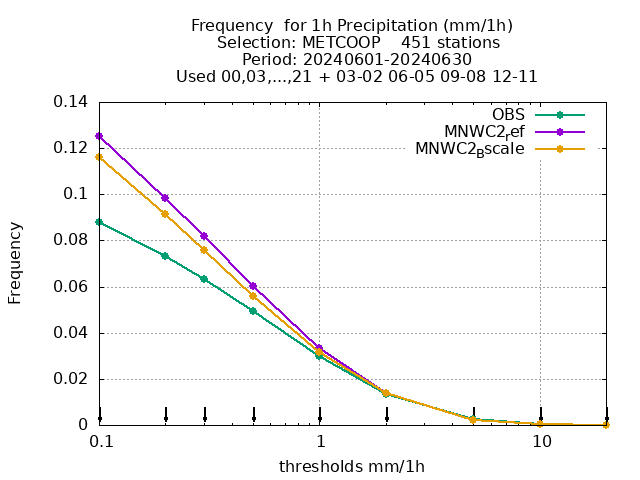 Frequency  for 1h Precipitation (mm/1h)
Selection: METCOOP    451 stations
Period: 20240601-20240630
Used 00,03,...,21 + 03-02 06-05 09-08 12-11
OBS
MNWC2_ref
MNWC2_Bscale
0.14
0.12
0.1
0.08
0.06
0.04
0.02
0
Frequency
0.1 1 10
thresholds mm/1h